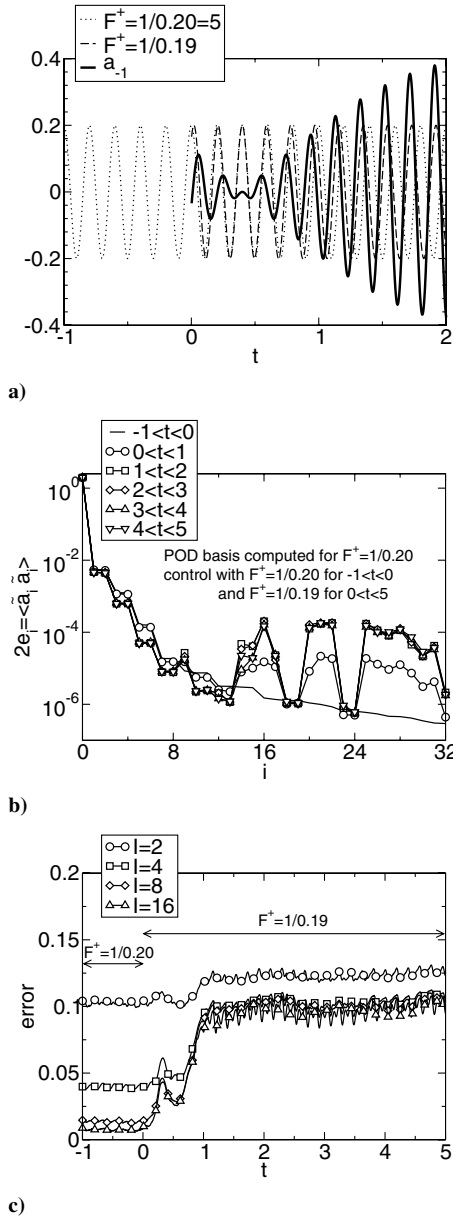 F+=1/0.20=5
F+=1/0.19
a-1
0.4
0.2
0
-0.2
-0.4
-1
0
1
2
t
a)
-1<t<0
0<t<1
1<t<2
2<t<3
3<t<4
4<t<5
POD basis computed for F+=1/0.20
control with F+=1/0.20 for -1<t<0
and F+=1/0.19 for 0<t<5
2ei=<ãi ãi>
10^0
10^-2
10^-4
10^-6
0
8
16
24
32
i
b)
I=2
I=4
I=8
I=16
F+=1/0.19
F+=1/0.20
error
0.2
0.15
0.1
0.05
0
-1
0
1
2
3
4
5
t
c)